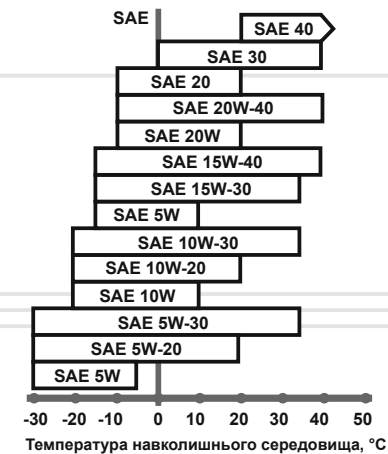 SAE
SAE 40
SAE 30
SAE 20
SAE 20W-40
SAE 20W
SAE 15W-40
SAE 15W-30
SAE 5W
SAE 10W-30
SAE 10W-20
SAE 10W
SAE 5W-30
SAE 5W-20
SAE 5W
-30 -20 -10 0 10 20 30 40 50
Температура навколишнього середовища, °C